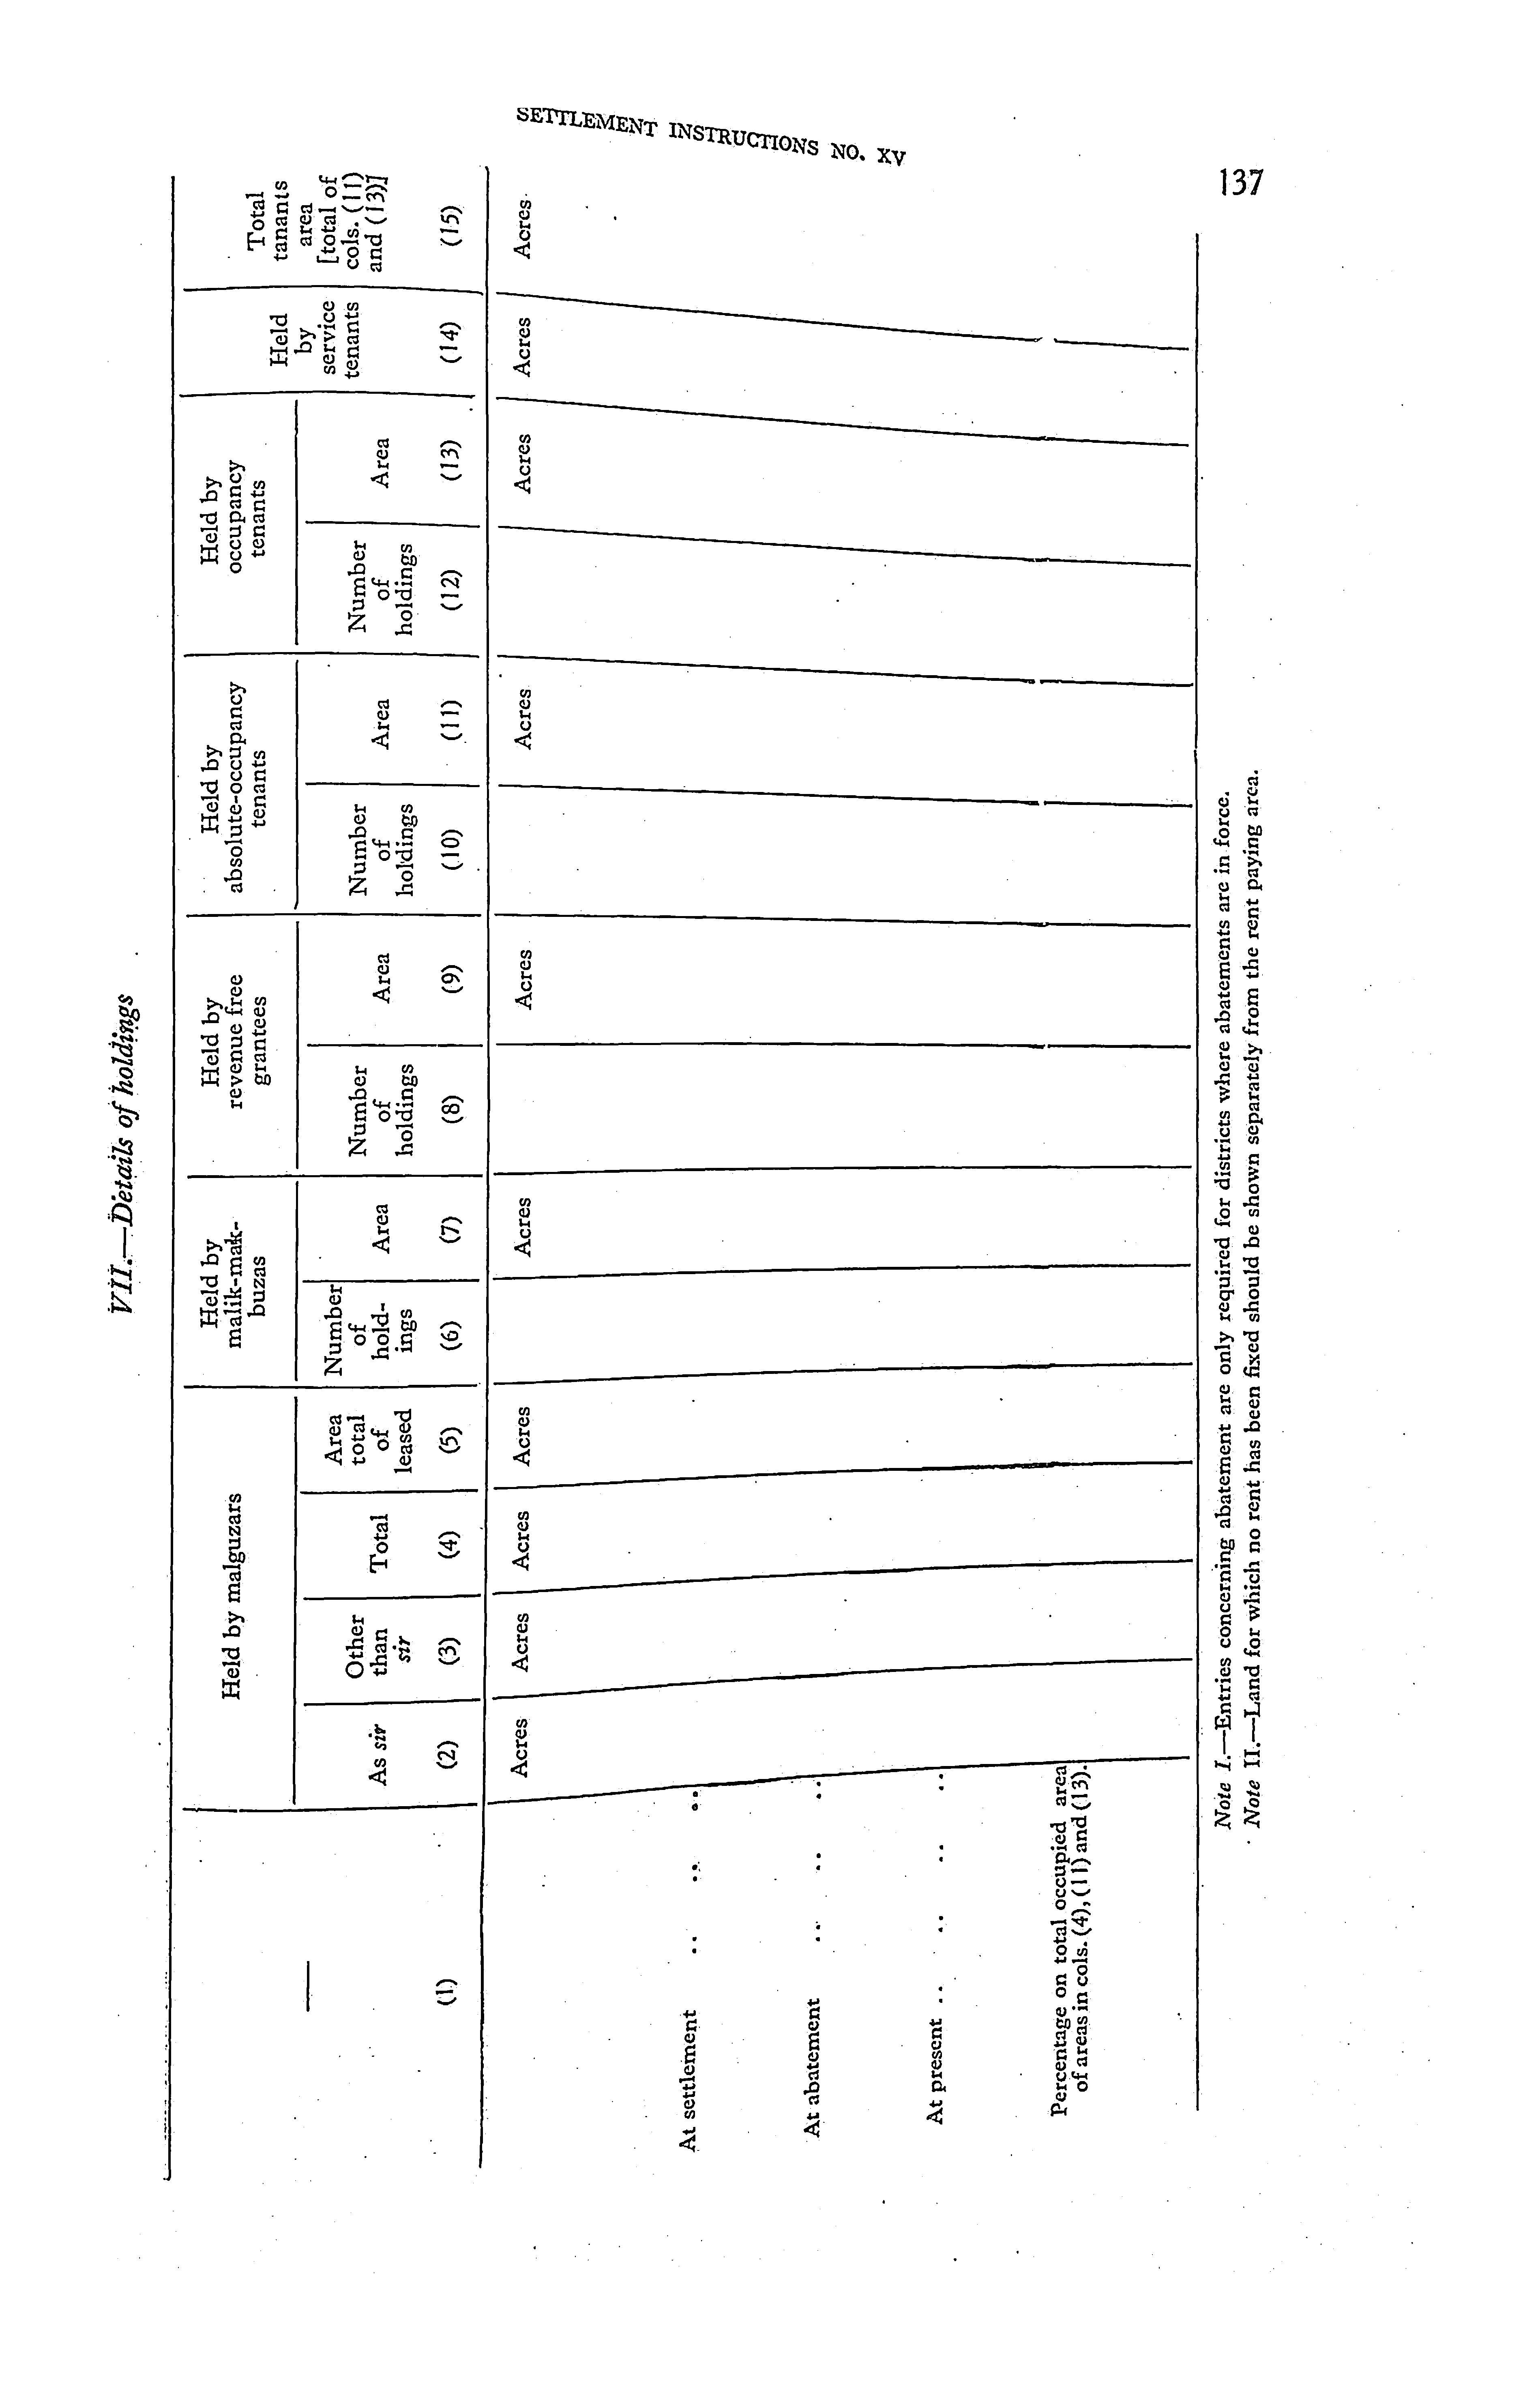 SETTLEMENT INSTRUCTIONS NO. XV
137
VII.—Details of holdings
—
Held by malguzars
Held by
malik-mak-
buzas
Held by
revenue free
grantees
Held by
absolute-occupancy
tenants
Held by
occupancy
tenants
Held
by
service
tenants
Total
tanants
area
[total of
cols. (11)
and (13)]
As sir
Other
than
sir
Total
Area
total
of
leased
Number
of
hold-
ings
Area
Number
of
holdings
Area
Number
of
holdings
Area
Number
of
holdings
Area
(1) (2) (3) (4) (5) (6) (7) (8) (9) (10) (11) (12) (13) (14) (15)
Acres Acres Acres Acres Acres Acres Acres Acres Acres Acres
At settlement .. .. ..
At abatement .. .. ..
At present .. .. .. ..
Percentage on total occupied area
of areas in cols. (4), (11) and (13).
Note I.—Entries concerning abatement are only required for districts where abatements are in force.
Note II.—Land for which no rent has been fixed should be shown separately from the rent paying area.